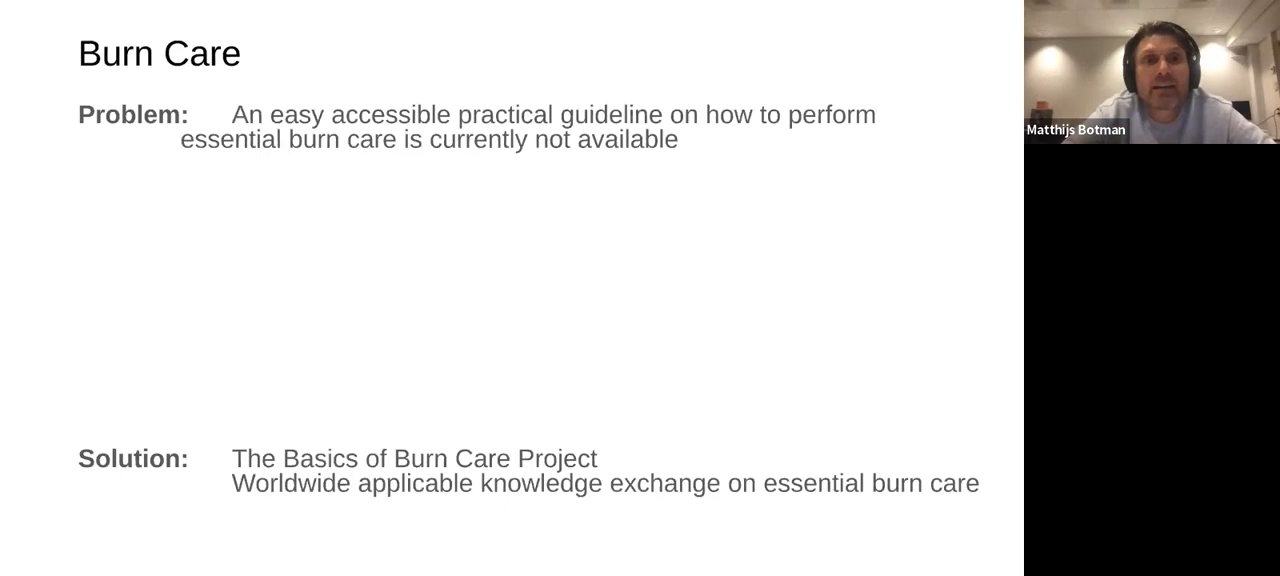 Burn Care
Problem: An easy accessible practical guideline on how to perform
essential burn care is currently not available
Solution: The Basics of Burn Care Project
Worldwide applicable knowledge exchange on essential burn care
Matthijs Botman